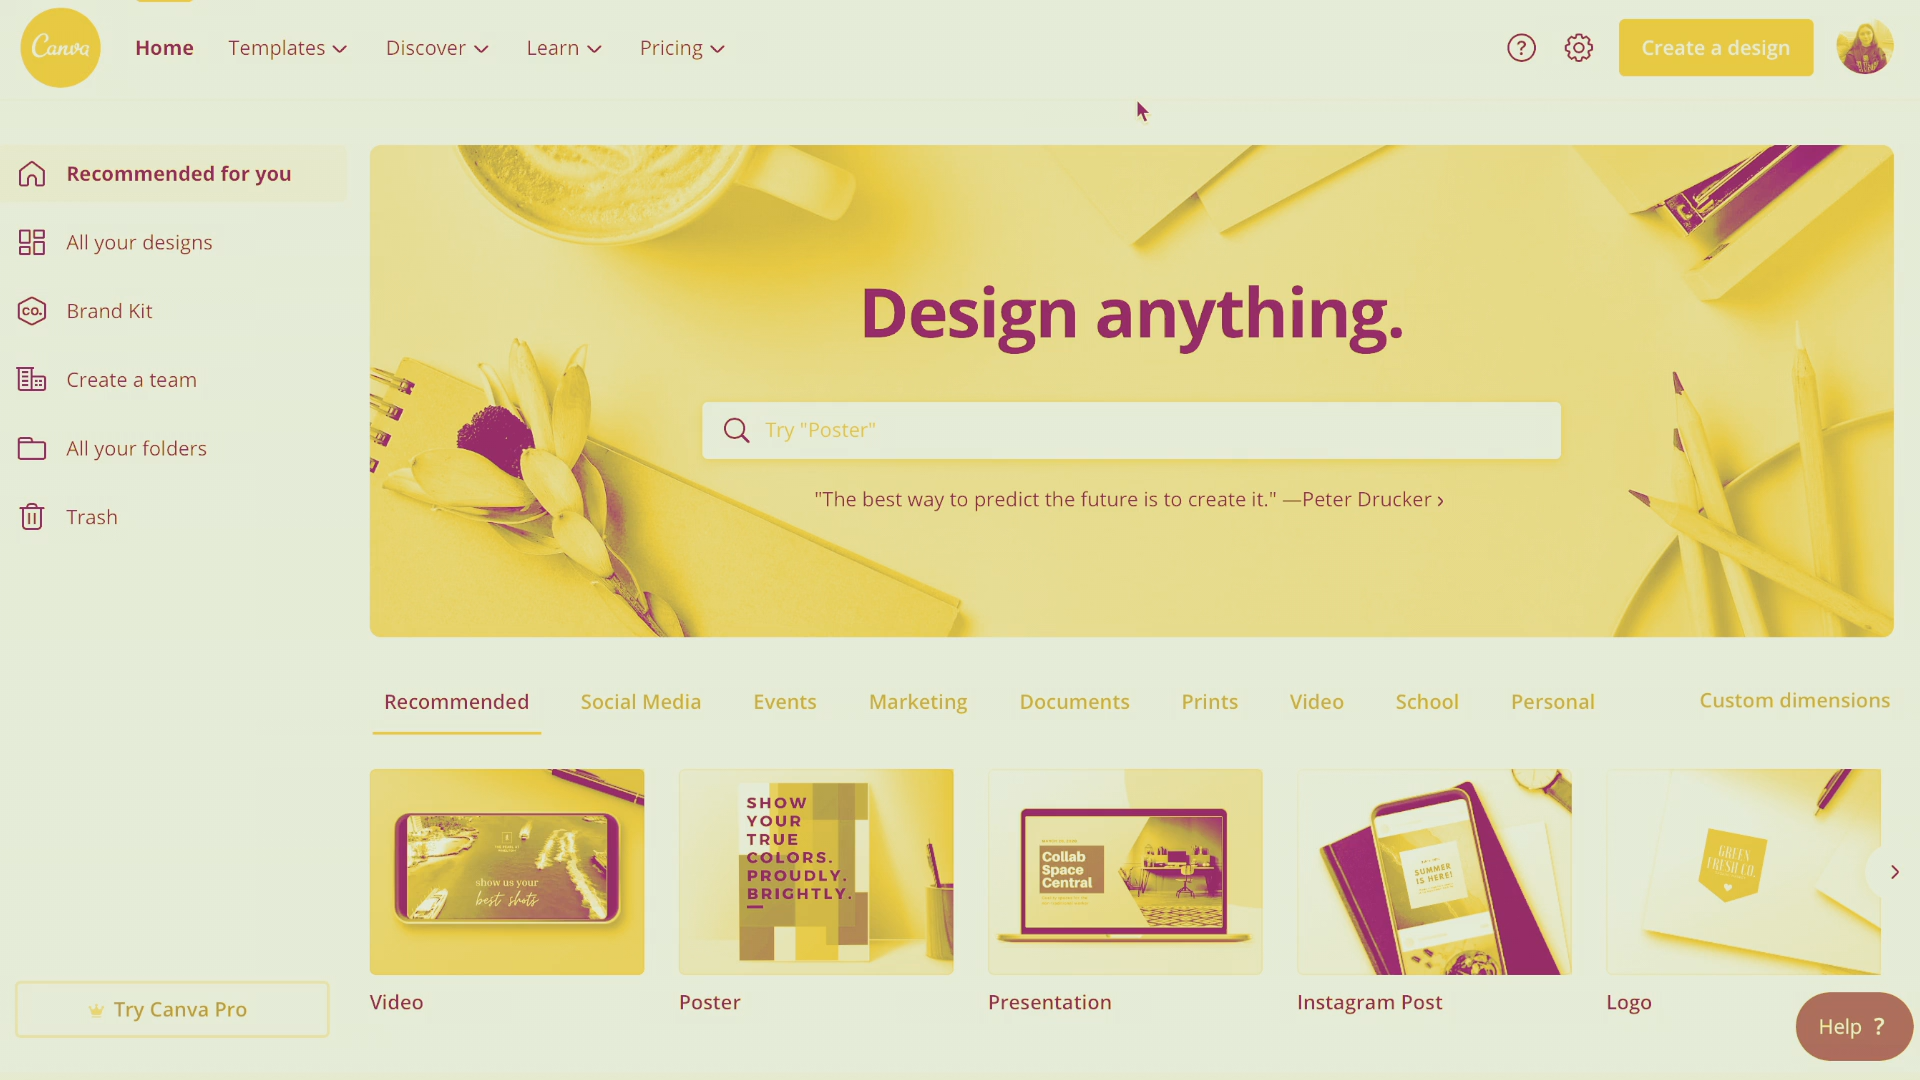 Canva
Home
Templates
Discover
Learn
Pricing
?
Create a design
Recommended for you
All your designs
CO.
Brand Kit
Create a team
All your folders
Trash
Design anything.
Try "Poster"
"The best way to predict the future is to create it." —Peter Drucker ›
Recommended
Social Media
Events
Marketing
Documents
Prints
Video
School
Personal
Custom dimensions
show us your
best shots
SHOW
YOUR
TRUE
COLORS.
PROUDLY.
BRIGHTLY.
Collab
Space
Central
SUMMER
IS HERE!
GREEN
FRESH CO.
Video
Poster
Presentation
Instagram Post
Logo
Try Canva Pro
Help ?